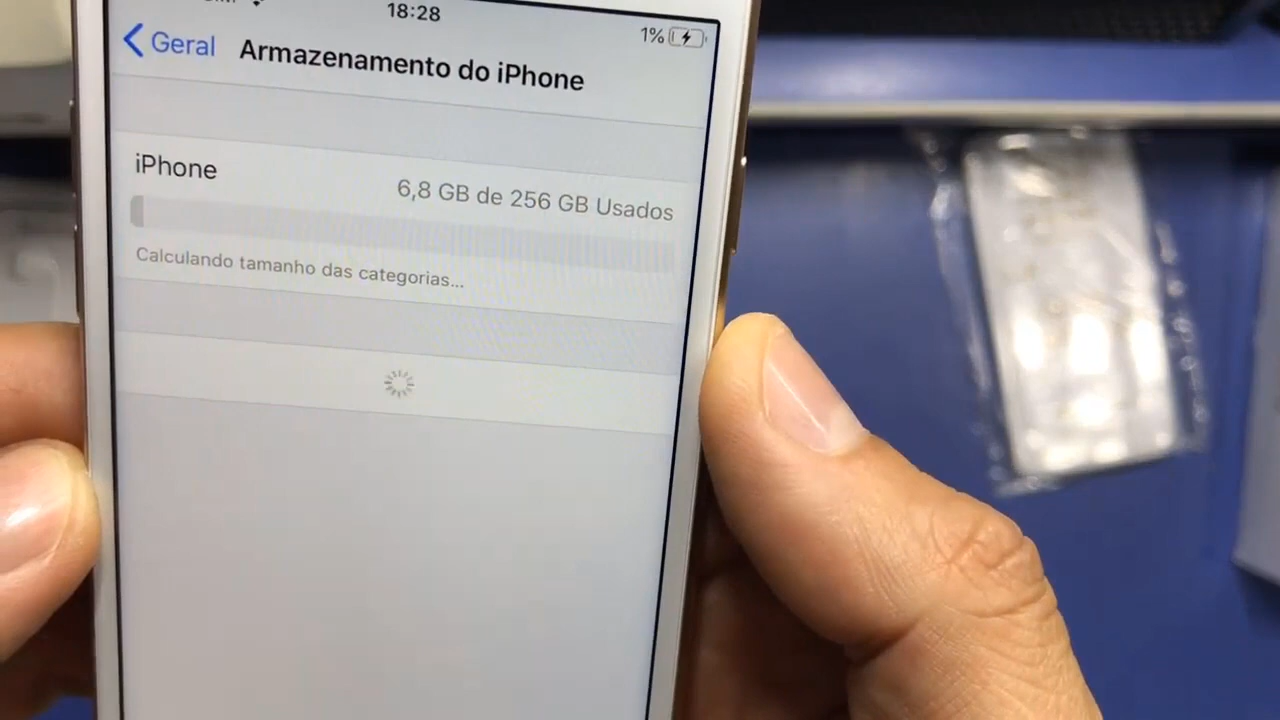 18:28
1%
Geral
Armazenamento do iPhone
iPhone
6,8 GB de 256 GB Usados
Calculando tamanho das categorias...